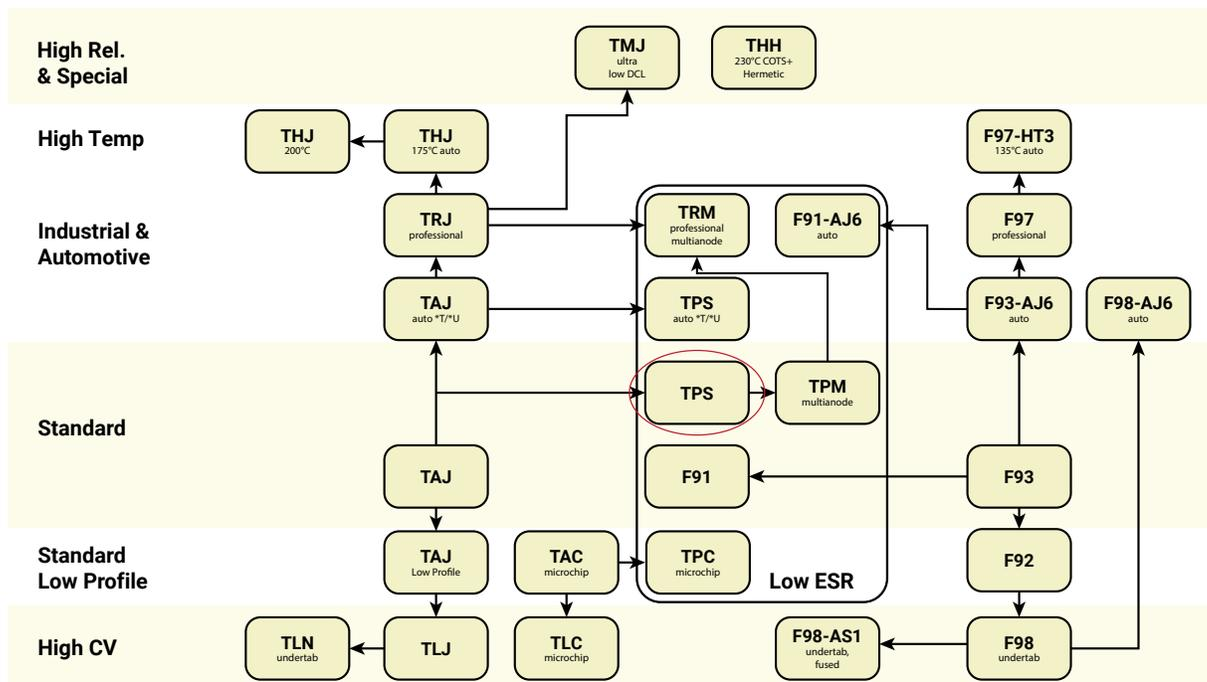 High Rel.
& Special
TMJ
ultra
low DCL
THH
230°C COTS+
Hermetic
High Temp
THJ
200°C
THJ
175°C auto
F97-HT3
135°C auto
Industrial &
Automotive
TRJ
professional
TRM
professional
multianode
F91-AJ6
auto
F97
professional
TAJ
auto *T/*U
TPS
auto *T/*U
F93-AJ6
auto
F98-AJ6
auto
Standard
TPS
TPM
multianode
TAJ
F91
F93
Standard
Low Profile
TAJ
Low Profile
TAC
microchip
TPC
microchip
Low ESR
F92
High CV
TLN
undertab
TLJ
TLC
microchip
F98-AS1
undertab,
fused
F98
undertab